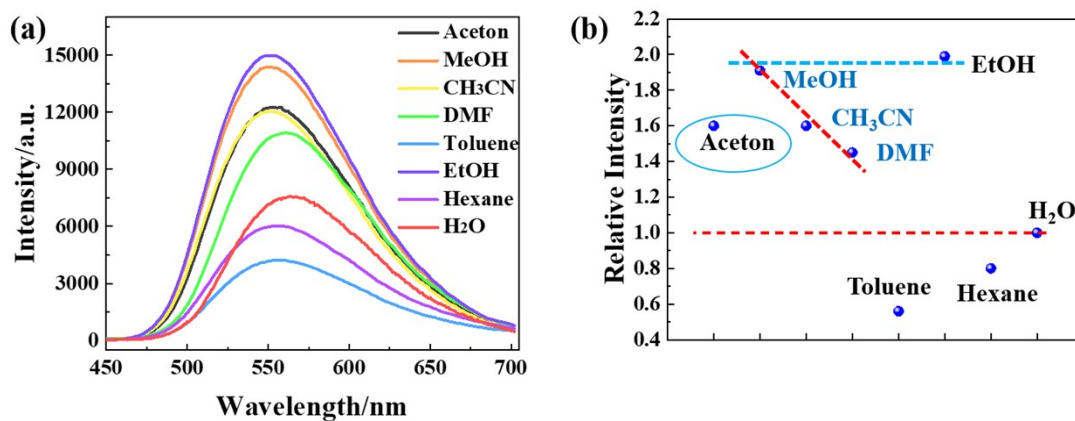 (a)
Intensity/a.u.
15000
12000
9000
6000
3000
0
450
500
550
600
650
700
Wavelength/nm
Aceton
MeOH
CH3CN
DMF
Toluene
EtOH
Hexane
H2O
(b)
Relative Intensity
2.2
2.0
1.8
1.6
1.4
1.2
1.0
0.8
0.6
0.4
EtOH
MeOH
CH₃CN
Aceton
DMF
H₂O
Toluene
Hexane